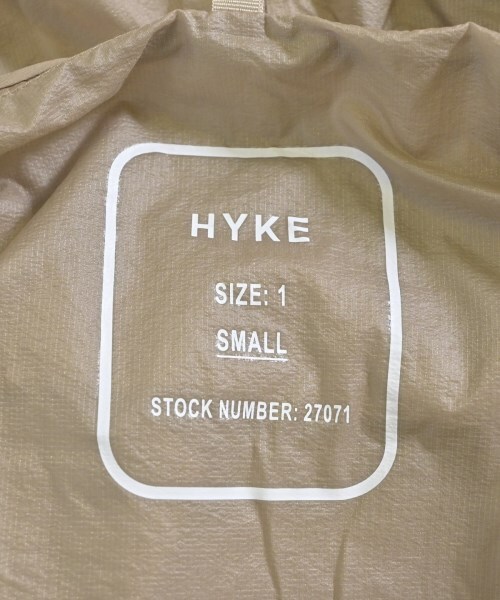 HYKE
SIZE: 1
SMALL
STOCK NUMBER: 27071